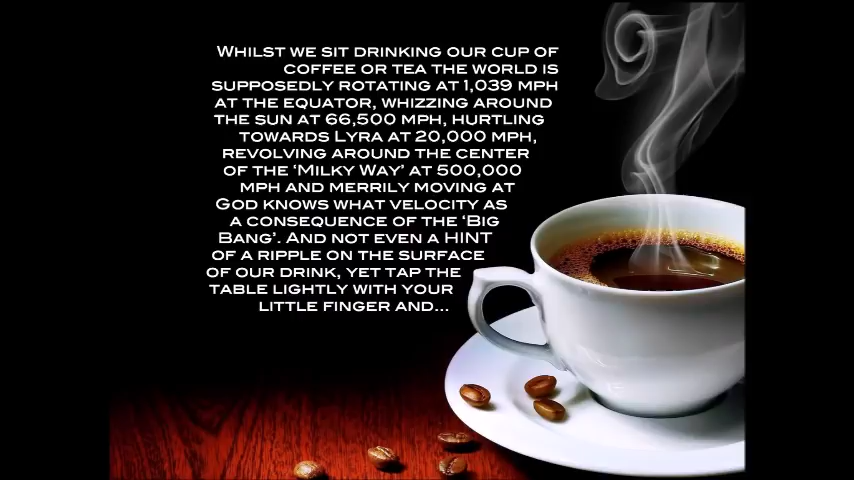 WHILST WE SIT DRINKING OUR CUP OF
COFFEE OR TEA THE WORLD IS
SUPPOSEDLY ROTATING AT 1,039 MPH
AT THE EQUATOR, WHIZZING AROUND
THE SUN AT 66,500 MPH, HURTLING
TOWARDS LYRA AT 20,000 MPH,
REVOLVING AROUND THE CENTER
OF THE ‘MILKY WAY’ AT 500,000
MPH AND MERRILY MOVING AT
GOD KNOWS WHAT VELOCITY AS
A CONSEQUENCE OF THE ‘BIG
BANG’. AND NOT EVEN A HINT
OF A RIPPLE ON THE SURFACE
OF OUR DRINK, YET TAP THE
TABLE LIGHTLY WITH YOUR
LITTLE FINGER AND...